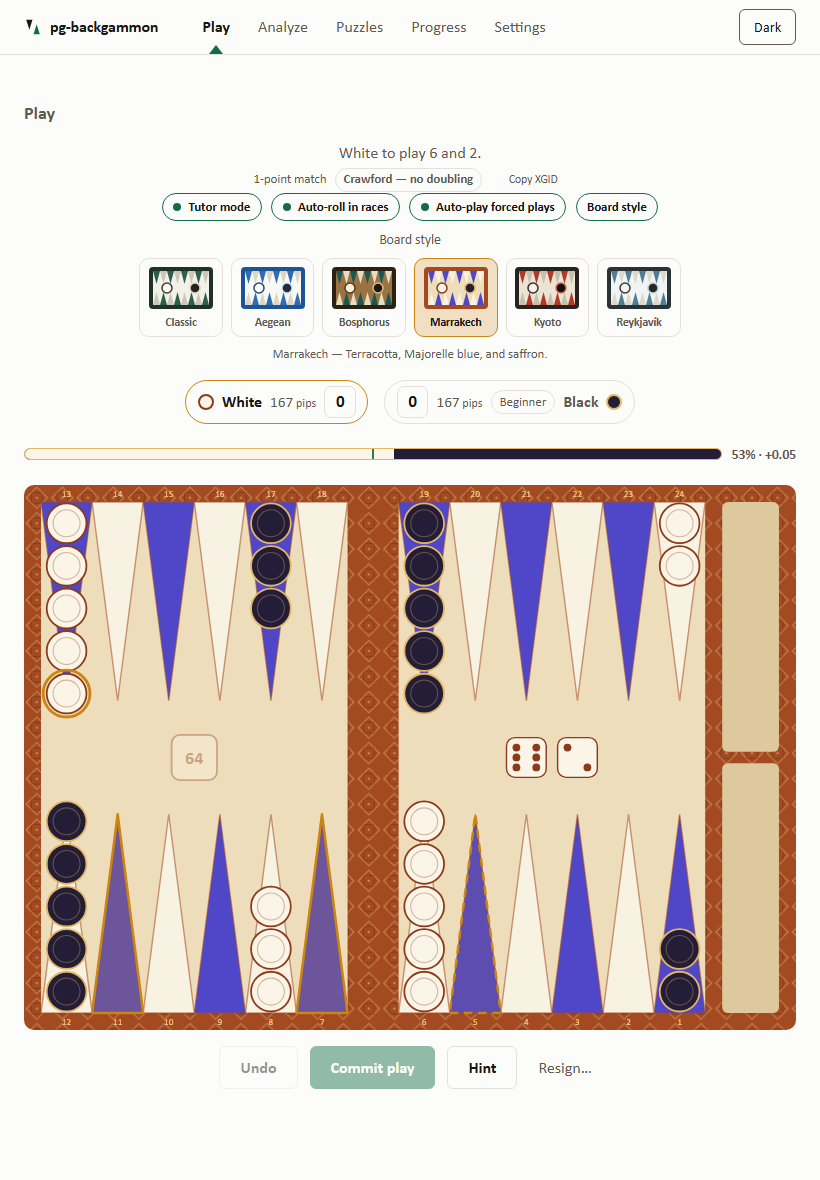 pg-backgammon Play Analyze Puzzles Progress Settings Dark
Play
White to play 6 and 2.
1-point match Crawford — no doubling Copy XGID
Tutor mode Auto-roll in races Auto-play forced plays Board style
Board style
Classic Aegean Bosphorus Marrakech Kyoto Reykjavík
Marrakech — Terracotta, Majorelle blue, and saffron.
White 167 pips 0 0 167 pips Beginner Black
53% · +0.05
13 14 15 16 17 18 19 20 21 22 23 24
64
12 11 10 9 8 7 6 5 4 3 2 1
Undo Commit play Hint Resign...